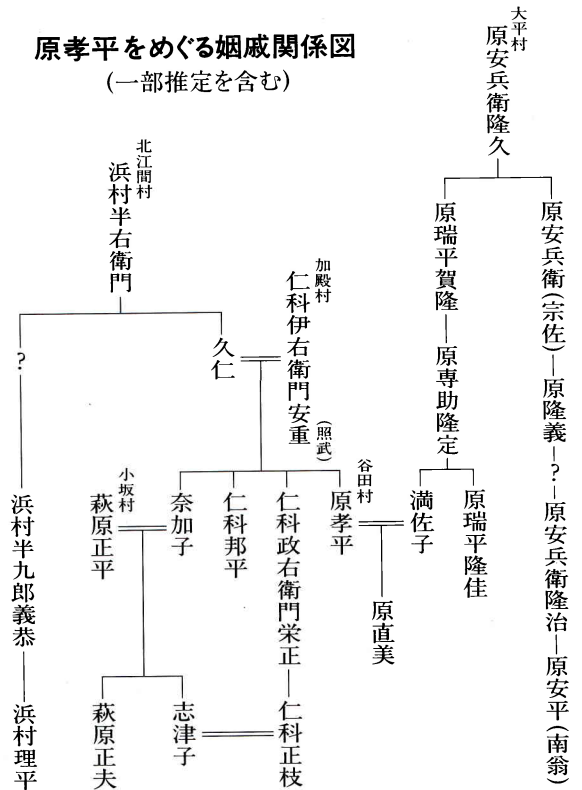 原孝平をめぐる姻戚関係図
(一部推定を含む)
大平村
原安兵衛隆久
原安兵衛(宗佐)―原隆義―?―原安兵衛隆治―原安平(南翁)
原瑞平賀隆―原専助隆定
原瑞平隆佳
満佐子
谷田村
原孝平
(照武)
原直美
加殿村
仁科伊右衛門安重
久仁
仁科政右衛門栄正―仁科正枝
仁科邦平
奈加子
小坂村
萩原正平
志津子
萩原正夫
北江間村
浜村半右衛門
?
浜村半九郎義恭―浜村理平